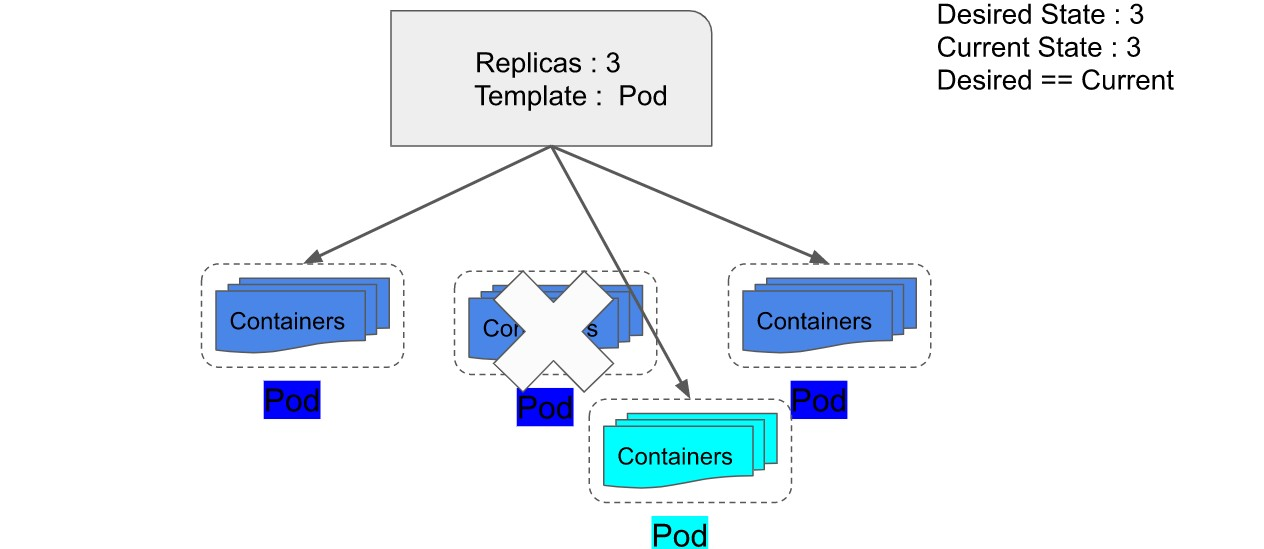 Desired State : 3
Current State : 3
Desired == Current
Replicas : 3
Template :  Pod
Containers
Con s
Containers
Pod
Pod
Pod
Containers
Pod